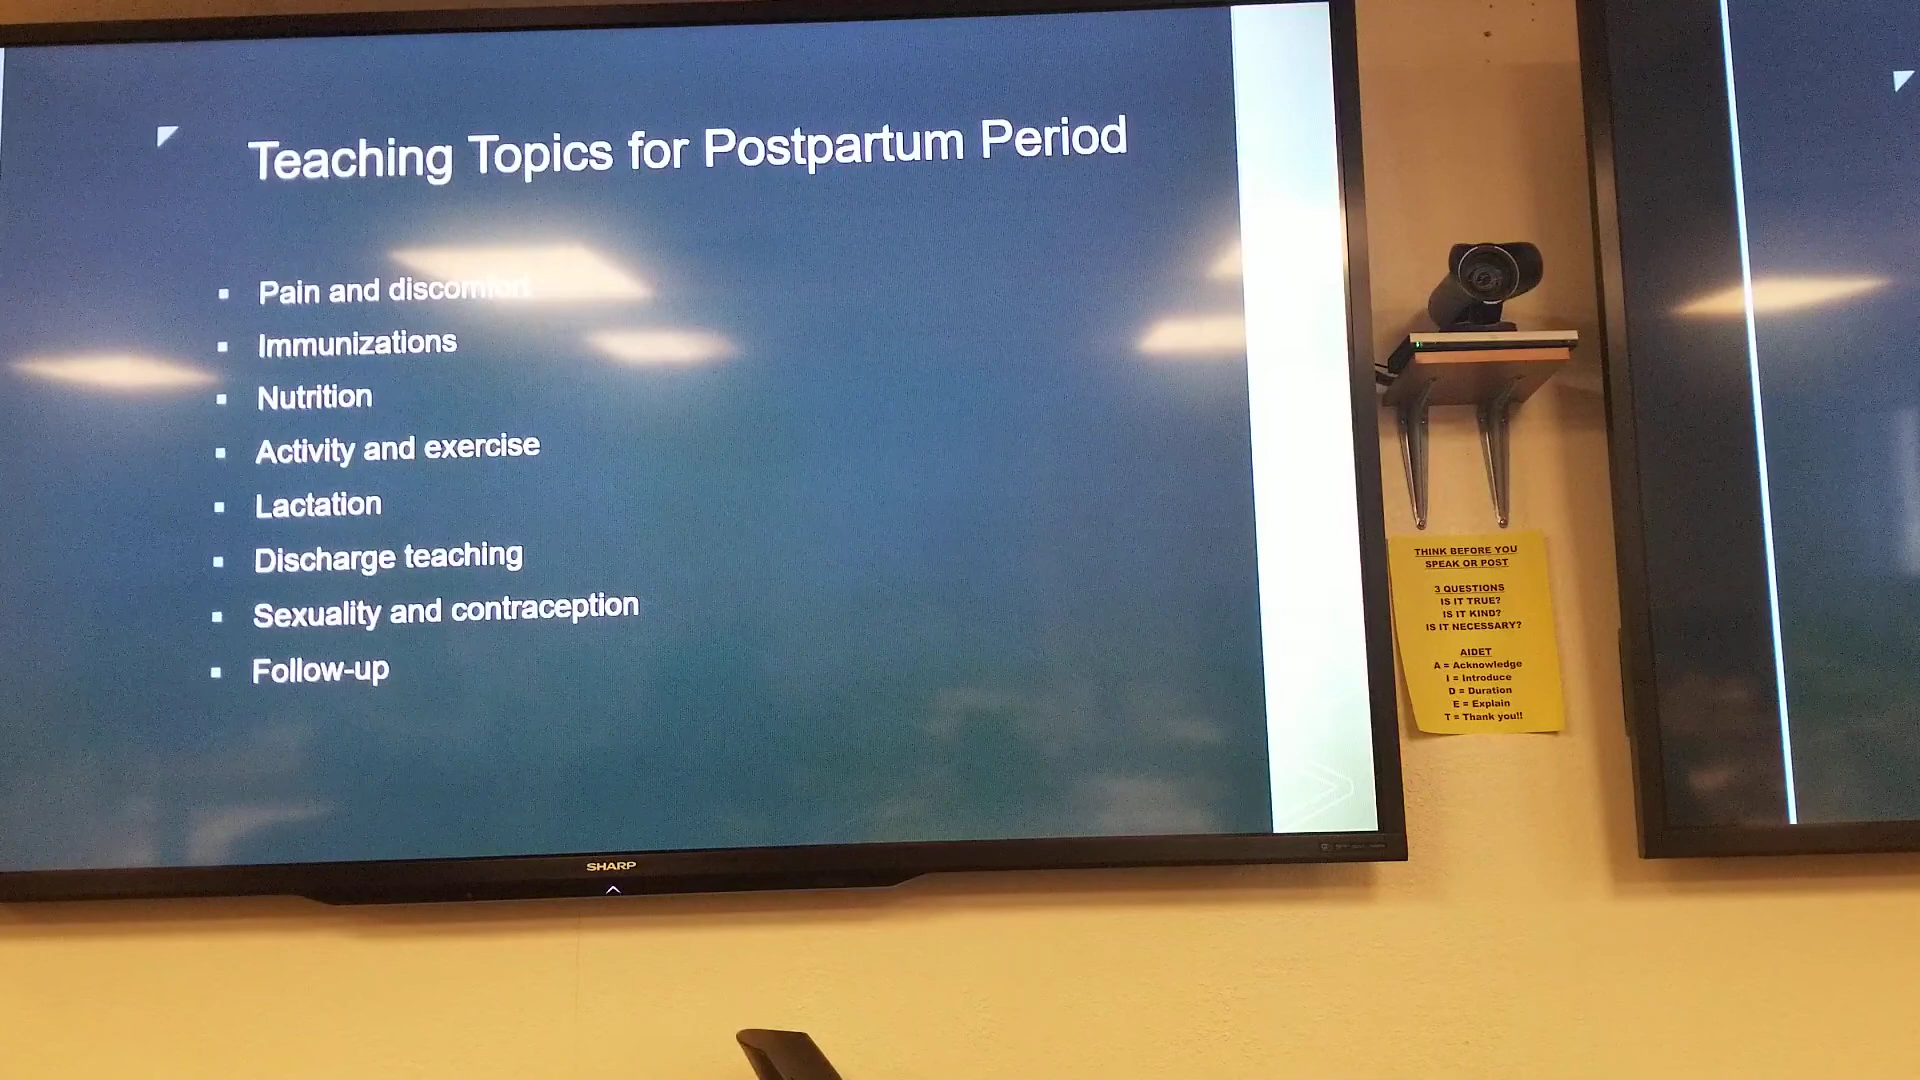 Teaching Topics for Postpartum Period
Pain and discomfort
Immunizations
Nutrition
Activity and exercise
Lactation
Discharge teaching
Sexuality and contraception
Follow-up
SHARP
THINK BEFORE YOU
SPEAK OR POST
3 QUESTIONS
IS IT TRUE?
IS IT KIND?
IS IT NECESSARY?
AIDET
A = Acknowledge
I = Introduce
D = Duration
E = Explain
T = Thank you!!